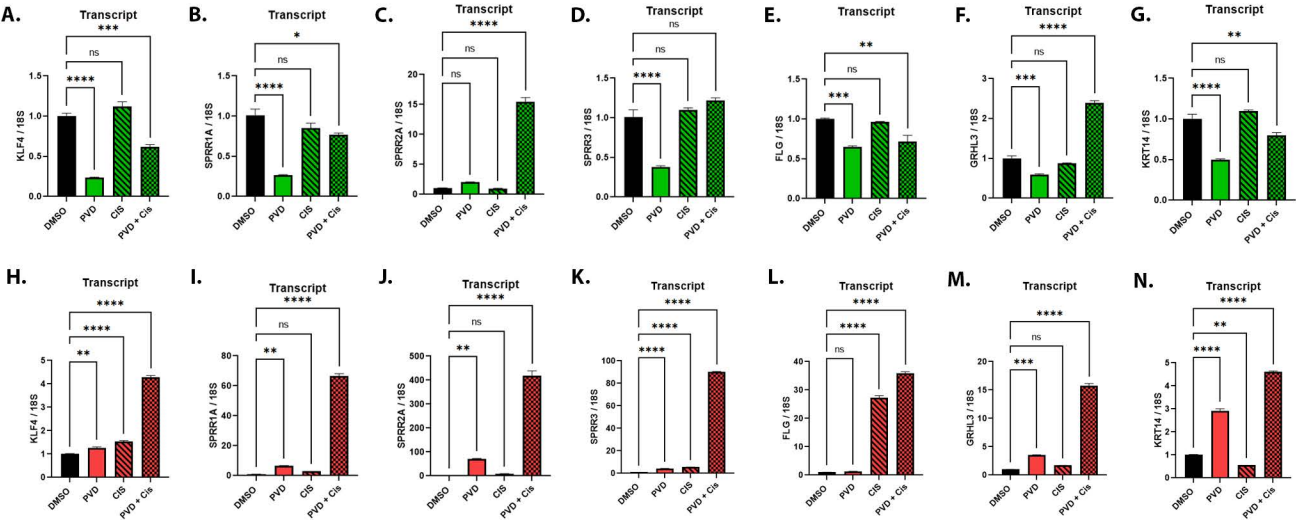 A.
Transcript
***
ns
****
KLF4 / 18S
1.5
1.0
0.5
0.0
DMSO
PVD
CIS
PVD + Cis
B.
Transcript
*
ns
****
SPRR1A / 18S
1.5
1.0
0.5
0.0
DMSO
PVD
CIS
PVD + Cis
C.
Transcript
****
ns
ns
SPRR2A / 18S
20
15
10
5
0
DMSO
PVD
CIS
PVD + Cis
D.
Transcript
ns
ns
****
SPRR3 / 18S
1.5
1.0
0.5
0.0
DMSO
PVD
CIS
PVD + Cis
E.
Transcript
**
ns
***
FLG / 18S
1.5
1.0
0.5
0.0
DMSO
PVD
CIS
PVD + Cis
F.
Transcript
****
ns
***
GRHL3 / 18S
3
2
1
0
DMSO
PVD
CIS
PVD + Cis
G.
Transcript
**
ns
****
KRT14 / 18S
1.5
1.0
0.5
0.0
DMSO
PVD
CIS
PVD + Cis
H.
Transcript
****
****
**
KLF4 / 18S
5
4
3
2
1
0
DMSO
PVD
CIS
PVD + Cis
I.
Transcript
****
ns
**
SPRR1A / 18S
80
60
40
20
0
DMSO
PVD
CIS
PVD + Cis
J.
Transcript
****
ns
**
SPRR2A / 18S
500
400
300
200
100
0
DMSO
PVD
CIS
PVD + Cis
K.
Transcript
****
****
****
SPRR3 / 18S
100
80
60
40
20
0
DMSO
PVD
CIS
PVD + Cis
L.
Transcript
****
****
ns
FLG / 18S
40
30
20
10
0
DMSO
PVD
CIS
PVD + Cis
M.
Transcript
****
ns
***
GRHL3 / 18S
20
15
10
5
0
DMSO
PVD
CIS
PVD + Cis
N.
Transcript
****
**
****
KRT14 / 18S
5
4
3
2
1
0
DMSO
PVD
CIS
PVD + Cis